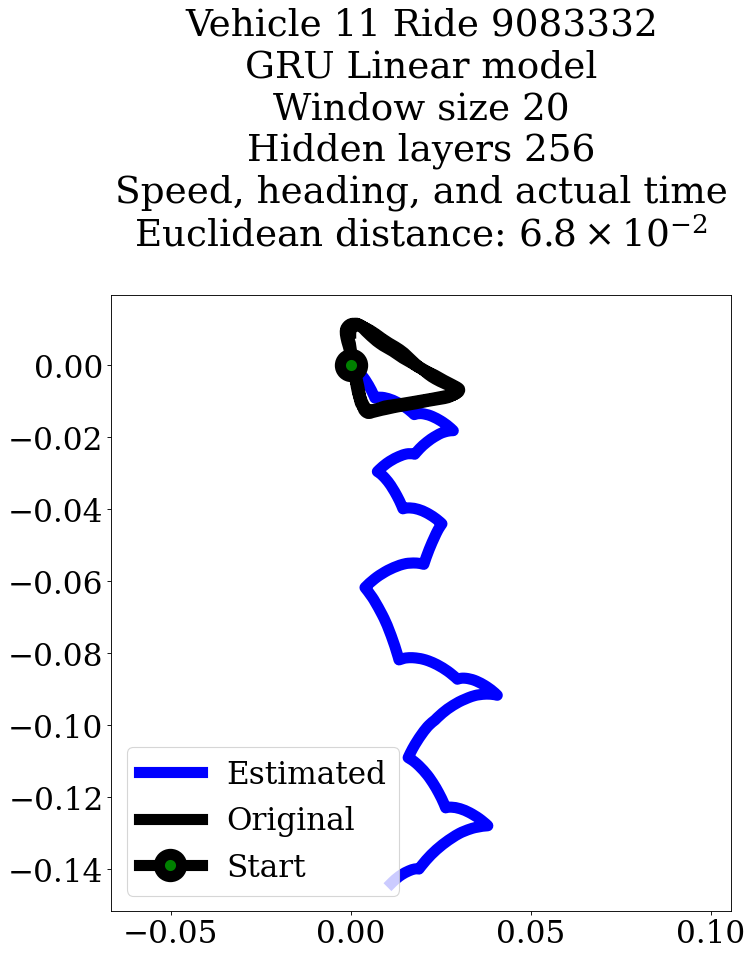 Vehicle 11 Ride 9083332
GRU Linear model
Window size 20
Hidden layers 256
Speed, heading, and actual time
Euclidean distance: 6.8 × 10⁻²
0.00
−0.02
−0.04
−0.06
−0.08
−0.10
−0.12
−0.14
Estimated
Original
Start
−0.05 0.00 0.05 0.10